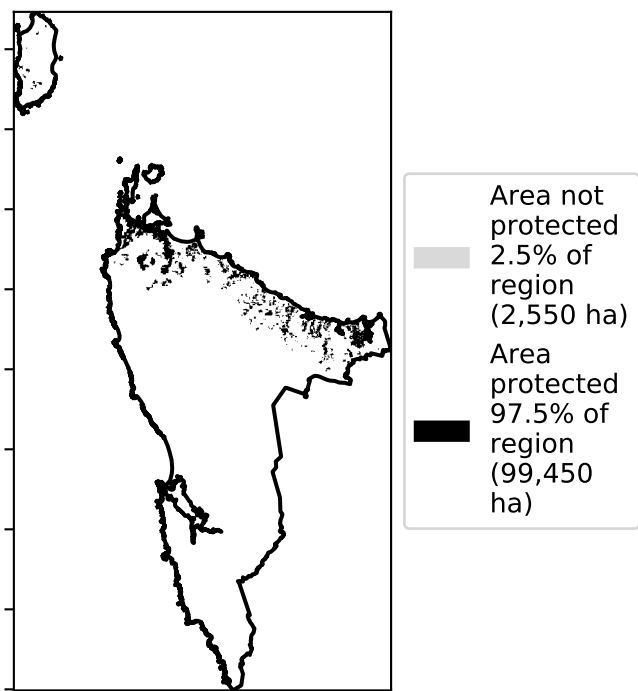 Area not
protected
2.5% of
region
(2,550 ha)
Area
protected
97.5% of
region
(99,450
ha)